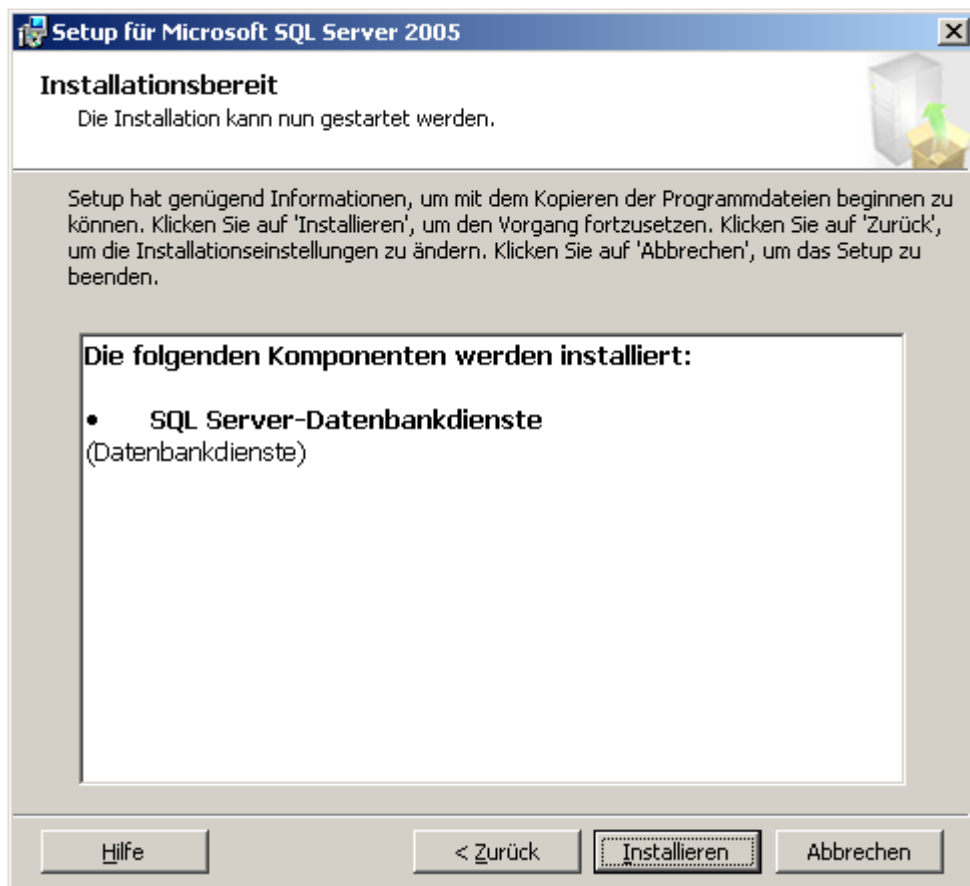 Setup für Microsoft SQL Server 2005
Installationsbereit
Die Installation kann nun gestartet werden.
Setup hat genügend Informationen, um mit dem Kopieren der Programmdateien beginnen zu
können. Klicken Sie auf 'Installieren', um den Vorgang fortzusetzen. Klicken Sie auf 'Zurück',
um die Installationseinstellungen zu ändern. Klicken Sie auf 'Abbrechen', um das Setup zu
beenden.
Die folgenden Komponenten werden installiert:
• SQL Server-Datenbankdienste
(Datenbankdienste)
Hilfe
< Zurück
Installieren
Abbrechen